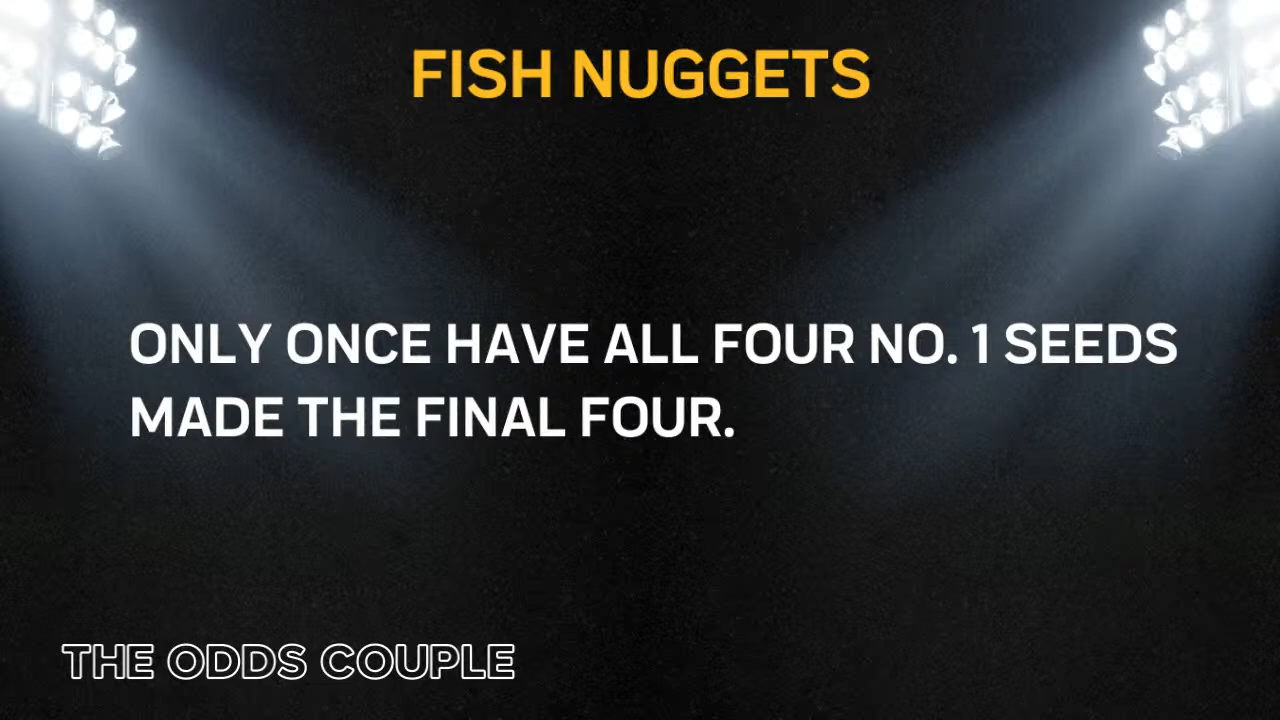 FISH NUGGETS
ONLY ONCE HAVE ALL FOUR NO. 1 SEEDS
MADE THE FINAL FOUR.
THE ODDS COUPLE